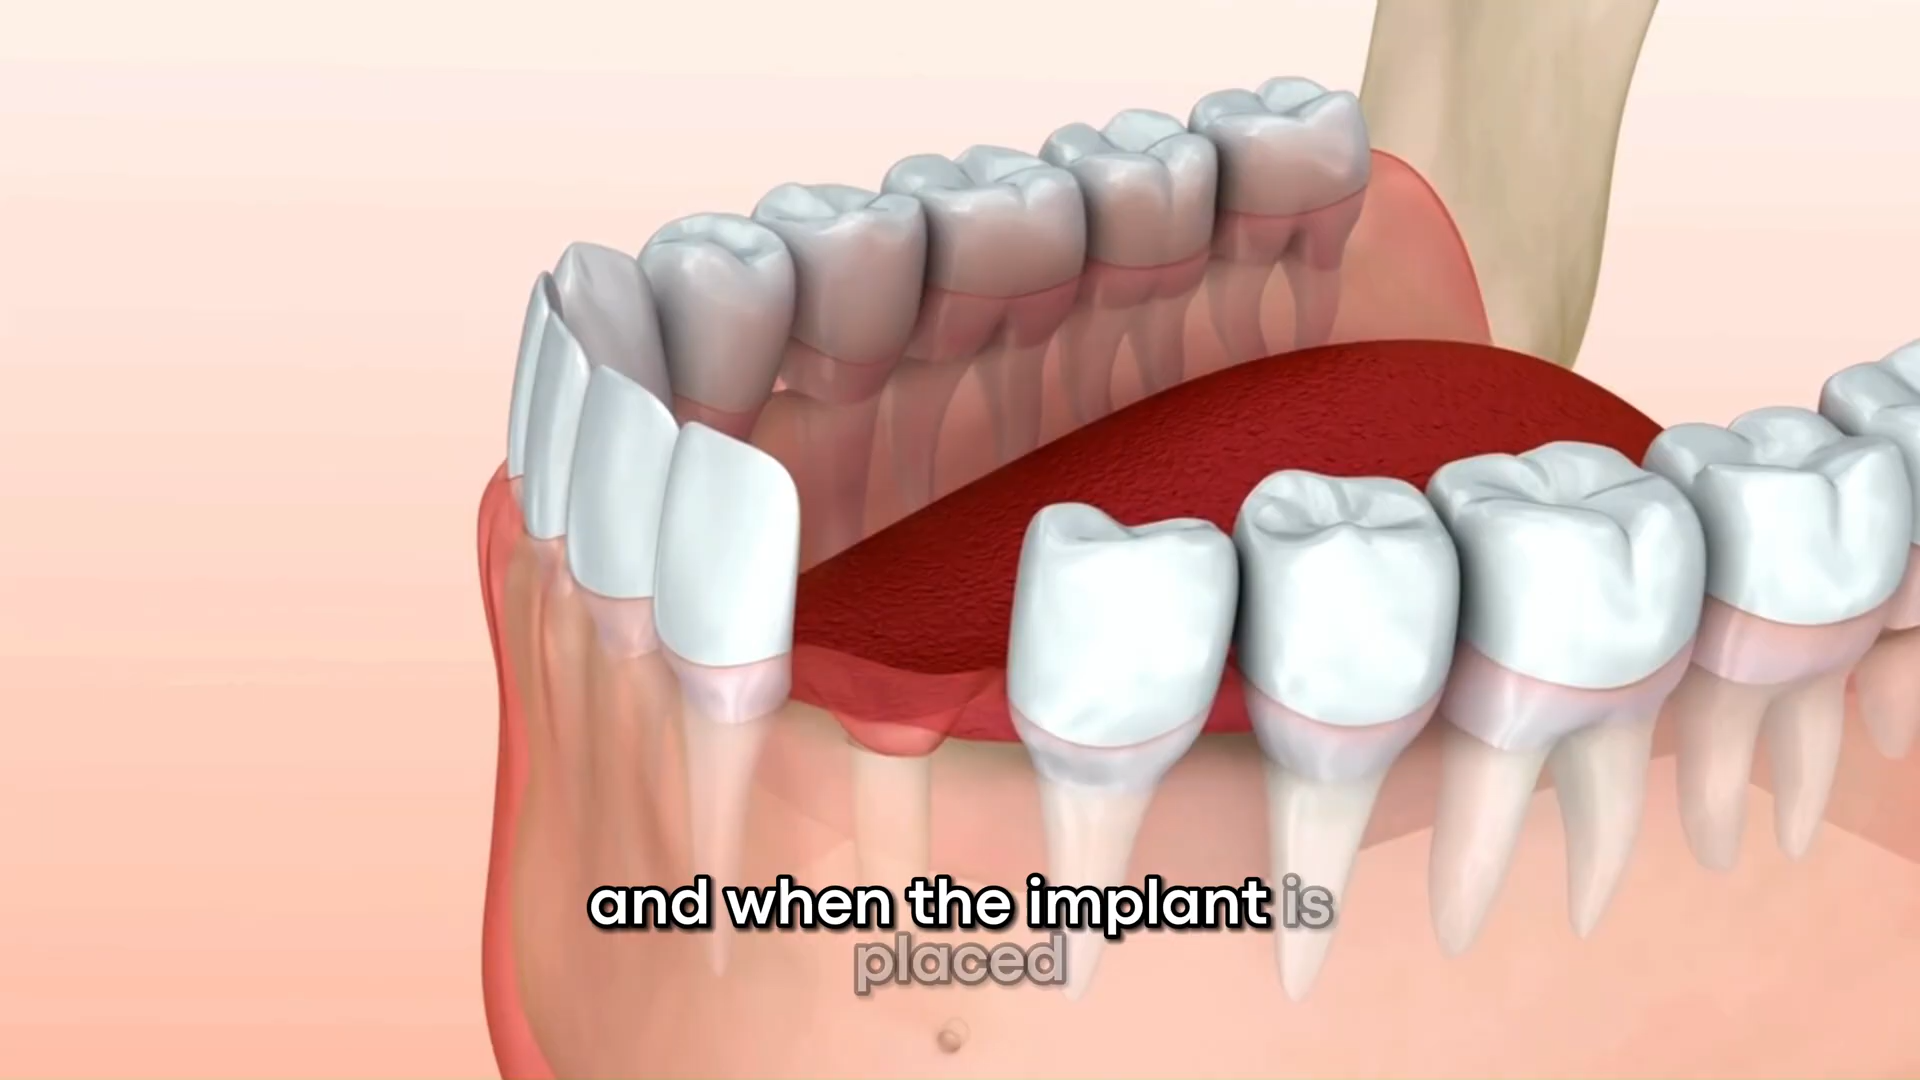 and when the implant is
placed